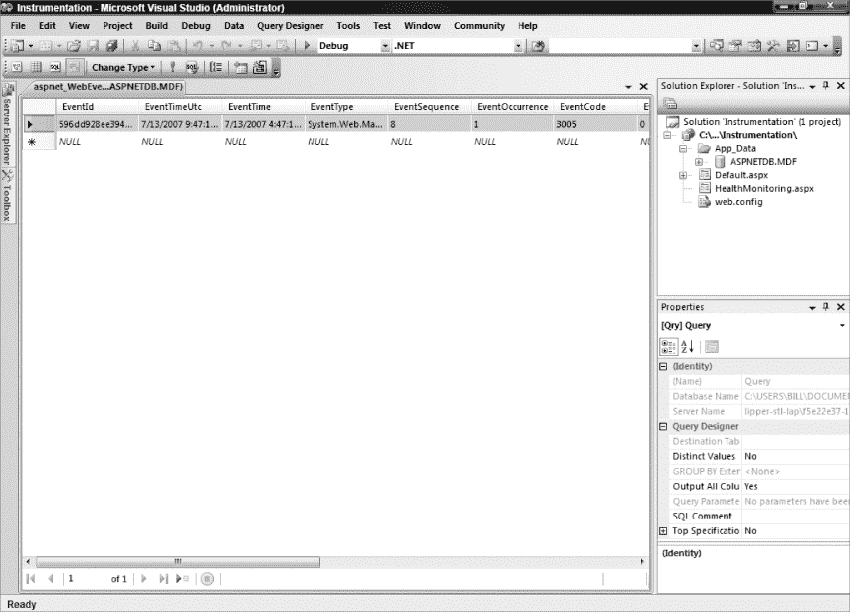 Instrumentation - Microsoft Visual Studio (Administrator)
File Edit View Project Build Debug Data Query Designer Tools Test Window Community Help
Debug .NET
Change Type
Server Explorer
Toolbox
aspnet_WebEve...ASPNETDB.MDF)
EventId EventTimeUtc EventTime EventType EventSequence EventOccurrence EventCode E
596dd928ee394... 7/13/2007 9:47:1... 7/13/2007 4:47:1... System.Web.Ma... 8 1 3005 0
NULL NULL NULL NULL NULL NULL NULL NU
1 of 1
Solution Explorer - Solution 'Ins...
Solution 'Instrumentation' (1 project)
C:\...\Instrumentation\
App_Data
ASPNETDB.MDF
Default.aspx
HealthMonitoring.aspx
web.config
Properties
[Qry] Query
(Identity)
(Name) Query
Database Name C:\USERS\BILL\DOCUME
Server Name lipper-stl-lap\f5e22e37-1
Query Designer
Destination Tab
Distinct Values No
GROUP BY Exter <None>
Output All Colu Yes
Query Paramete No parameters have been
SQL Comment
Top Specificatio No
(Identity)
Ready